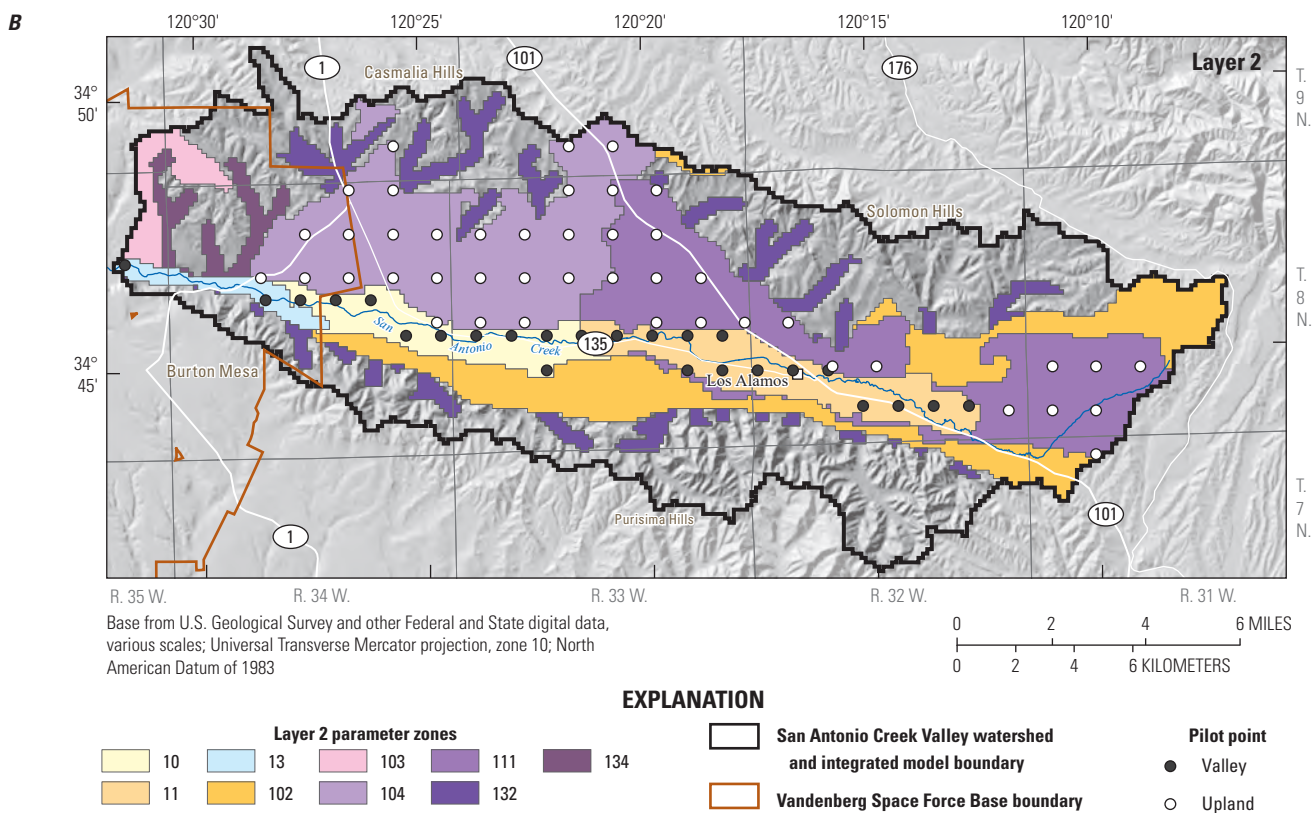 B
120°30'
120°25'
120°20'
120°15'
120°10'
Layer 2
1
101
176
Casmalia Hills
T.
9
N.
34°
50'
Solomon Hills
T.
8
N.
San
Antonio
Creek
135
34°
45'
Burton Mesa
Los Alamos
T.
7
N.
Purisima Hills
101
1
R. 35 W.
R. 34 W.
R. 33 W.
R. 32 W.
R. 31 W.
Base from U.S. Geological Survey and other Federal and State digital data,
various scales; Universal Transverse Mercator projection, zone 10; North
American Datum of 1983
0 2 4 6 MILES
0 2 4 6 KILOMETERS
EXPLANATION
Layer 2 parameter zones
10 13 103 111 134
11 102 104 132
San Antonio Creek Valley watershed
and integrated model boundary
Vandenberg Space Force Base boundary
Pilot point
Valley
Upland